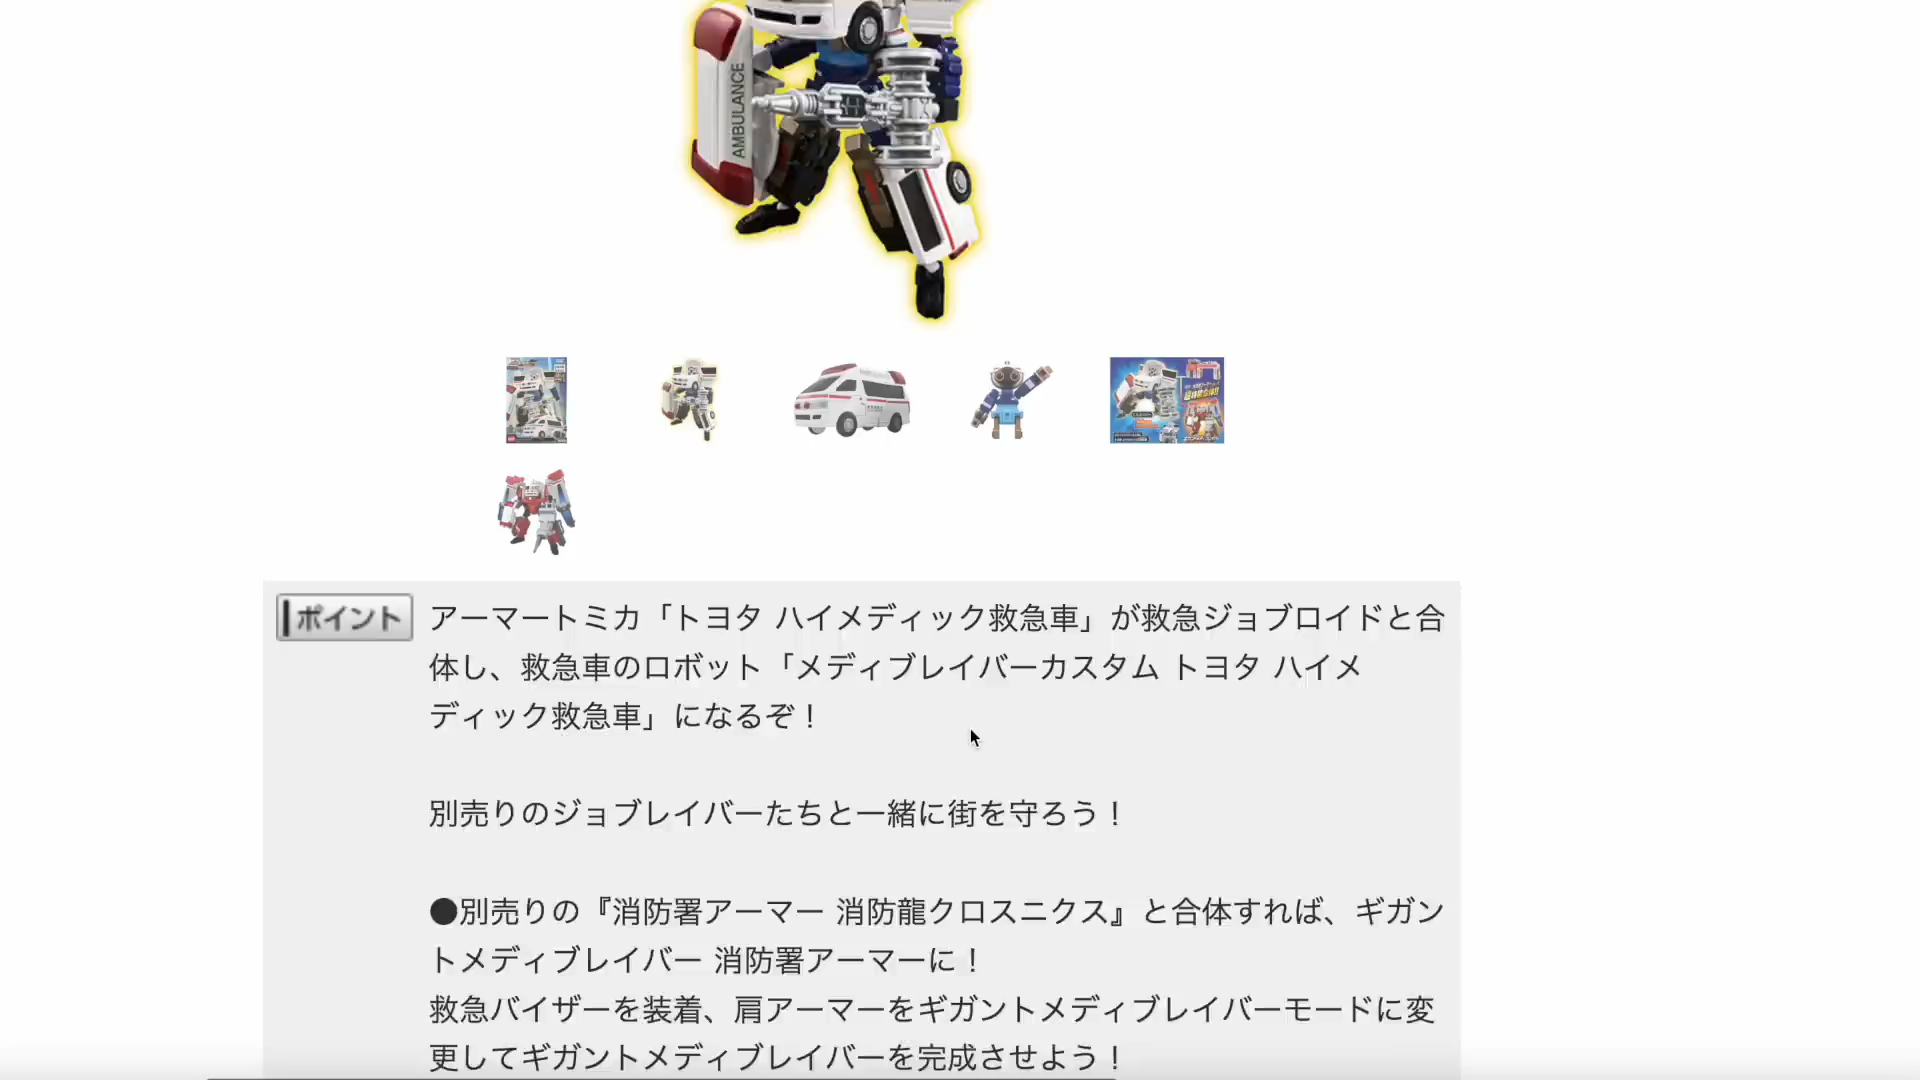 AMBULANCE
ポイント
アーマートミカ「トヨタ ハイメディック救急車」が救急ジョブロイドと合
体し、救急車のロボット「メディブレイバーカスタム トヨタ ハイメ
ディック救急車」になるぞ！
別売りのジョブレイバーたちと一緒に街を守ろう！
●別売りの『消防署アーマー 消防龍クロスニクス』と合体すれば、ギガン
トメディブレイバー 消防署アーマーに！
救急バイザーを装着、肩アーマーをギガントメディブレイバーモードに変
更してギガントメディブレイバーを完成させよう！